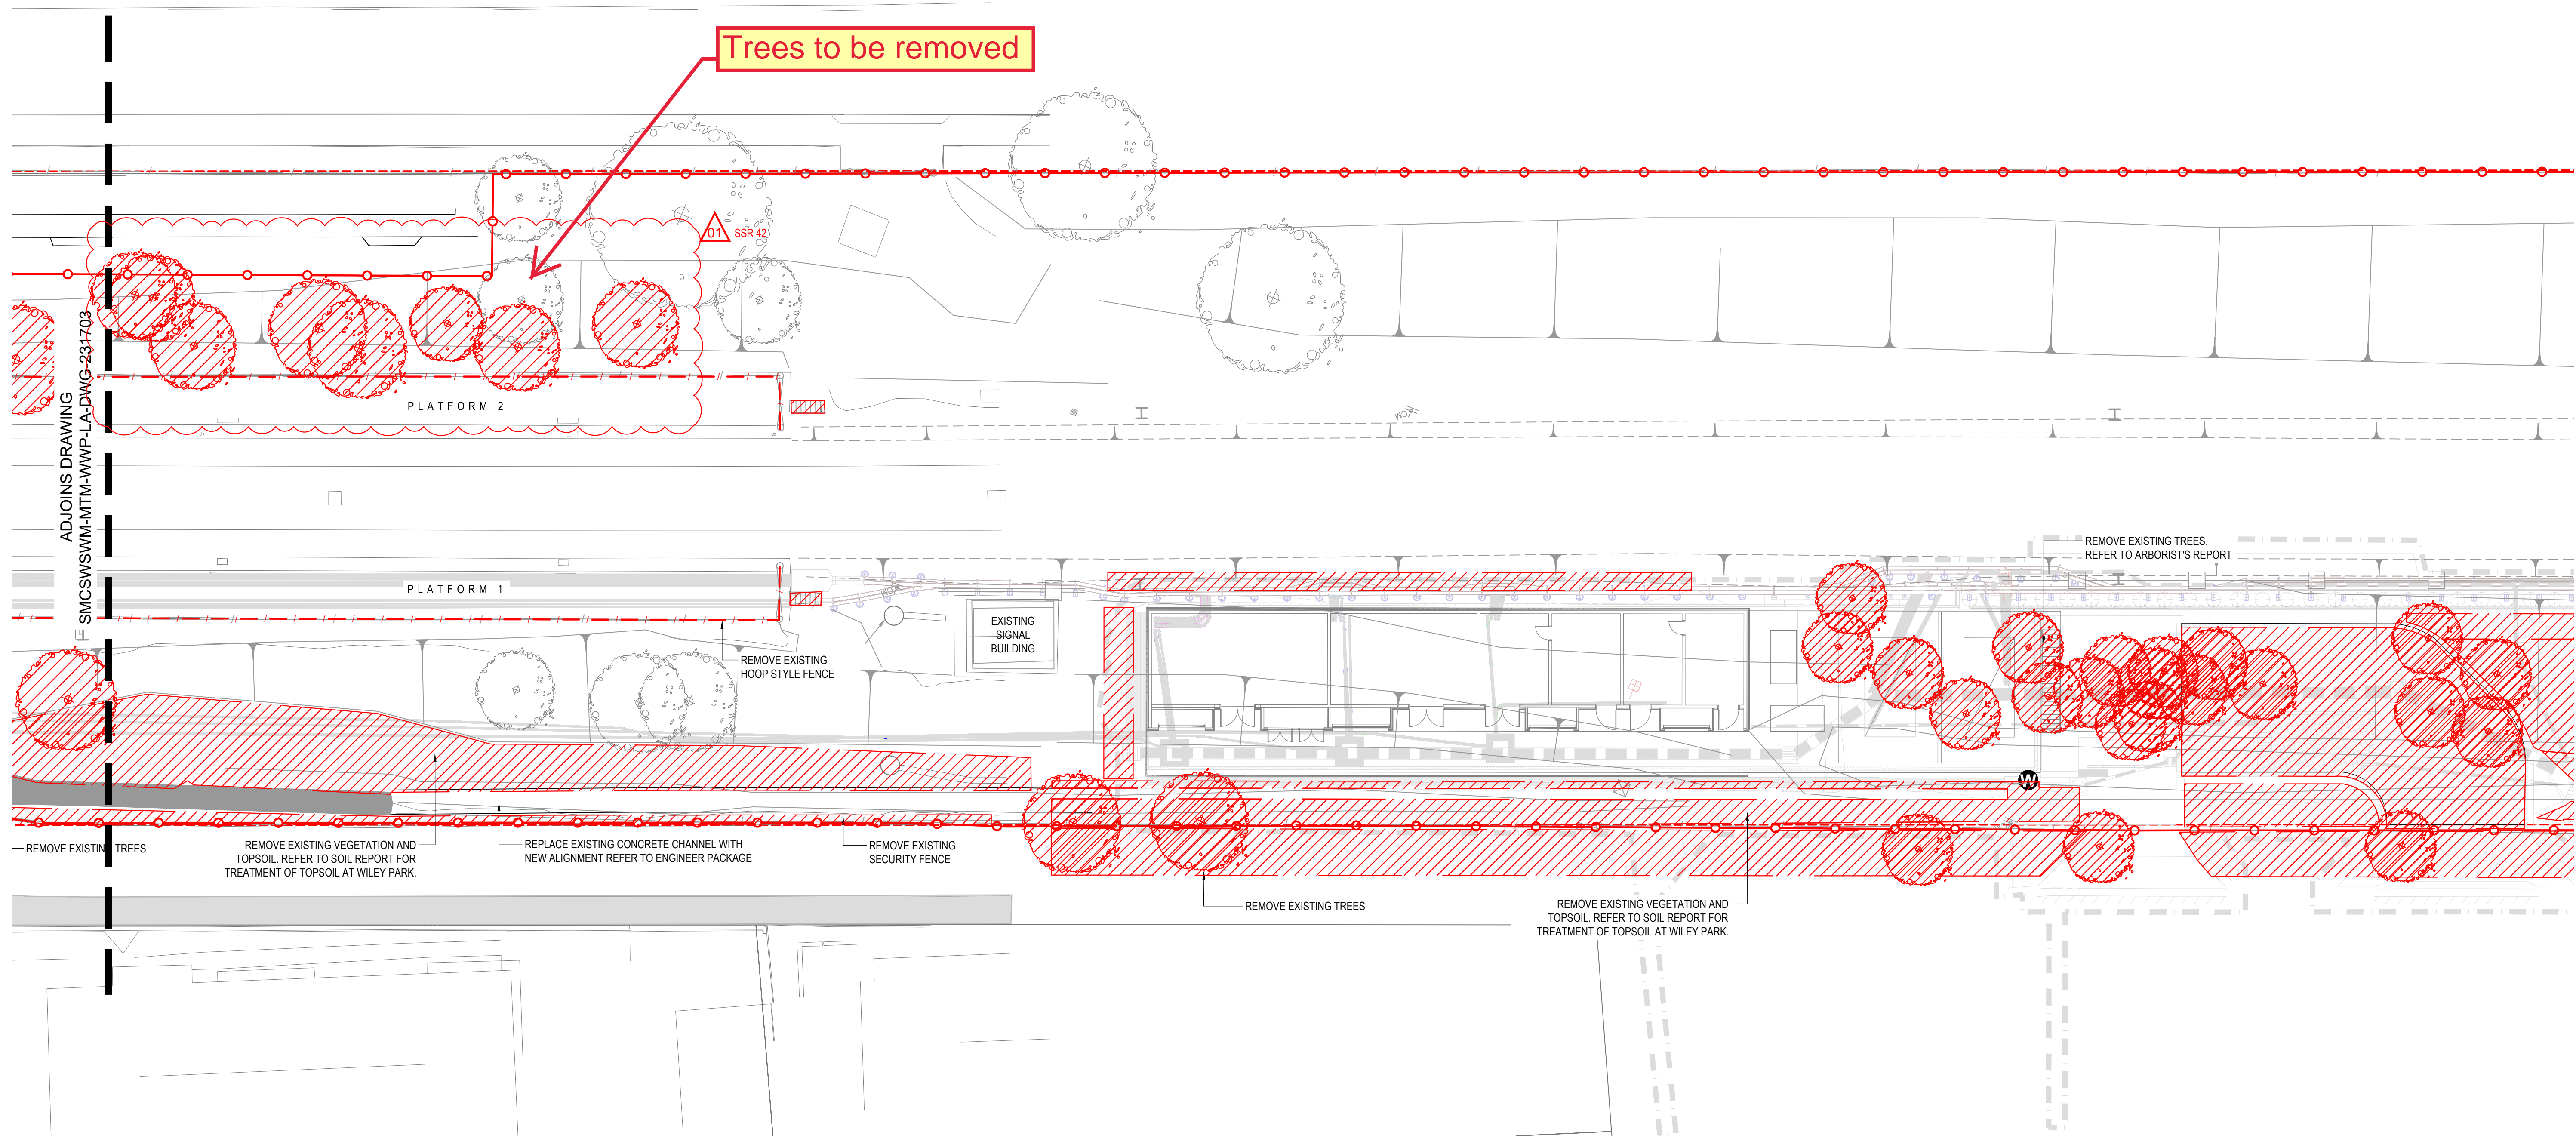 Trees to be removed
01
SSR 42
ADJOINS DRAWING
SMCSWSWM-MTM-WWP-LA-DWG-231703
PLATFORM 2
PLATFORM 1
REMOVE EXISTING TREES.
REFER TO ARBORIST'S REPORT
EXISTING
SIGNAL
BUILDING
REMOVE EXISTING
HOOP STYLE FENCE
W
REMOVE EXISTING TREES
REMOVE EXISTING VEGETATION AND
TOPSOIL. REFER TO SOIL REPORT FOR
TREATMENT OF TOPSOIL AT WILEY PARK.
REPLACE EXISTING CONCRETE CHANNEL WITH
NEW ALIGNMENT REFER TO ENGINEER PACKAGE
REMOVE EXISTING
SECURITY FENCE
REMOVE EXISTING TREES
REMOVE EXISTING VEGETATION AND
TOPSOIL. REFER TO SOIL REPORT FOR
TREATMENT OF TOPSOIL AT WILEY PARK.